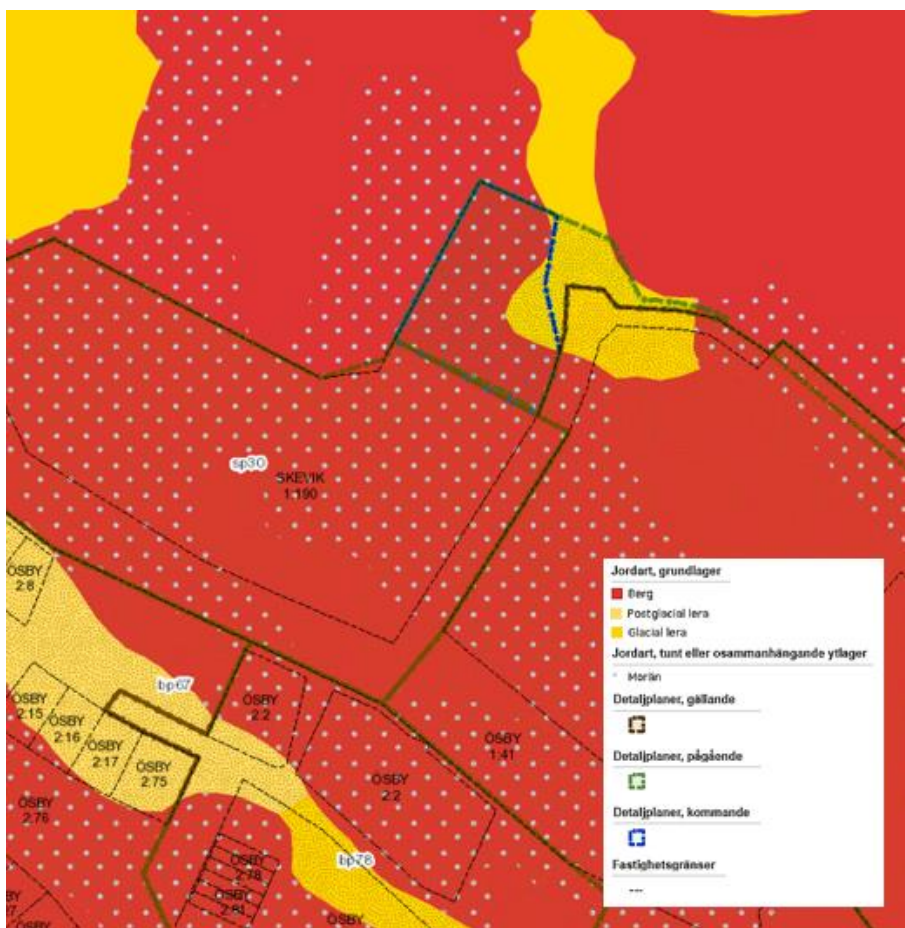 sp30
SKEVIK
1:190
ÖSBY
2:8
bp67
ÖSBY
2:15
ÖSBY
2:16
ÖSBY
2:17
ÖSBY
2:75
ÖSBY
2:2
ÖSBY
1:41
ÖSBY
2:2
ÖSBY
2:76
bp78
ÖSBY
2:78
ÖSBY
2:81
ÖSBY
ÖSBY
Jordart, grundlager
Berg
Postglacial lera
Glacial lera
Jordart, tunt eller osammanhängande ytlager
Morän
Detaljplaner, gällande
Detaljplaner, pågående
Detaljplaner, kommande
Fastighetsgränser